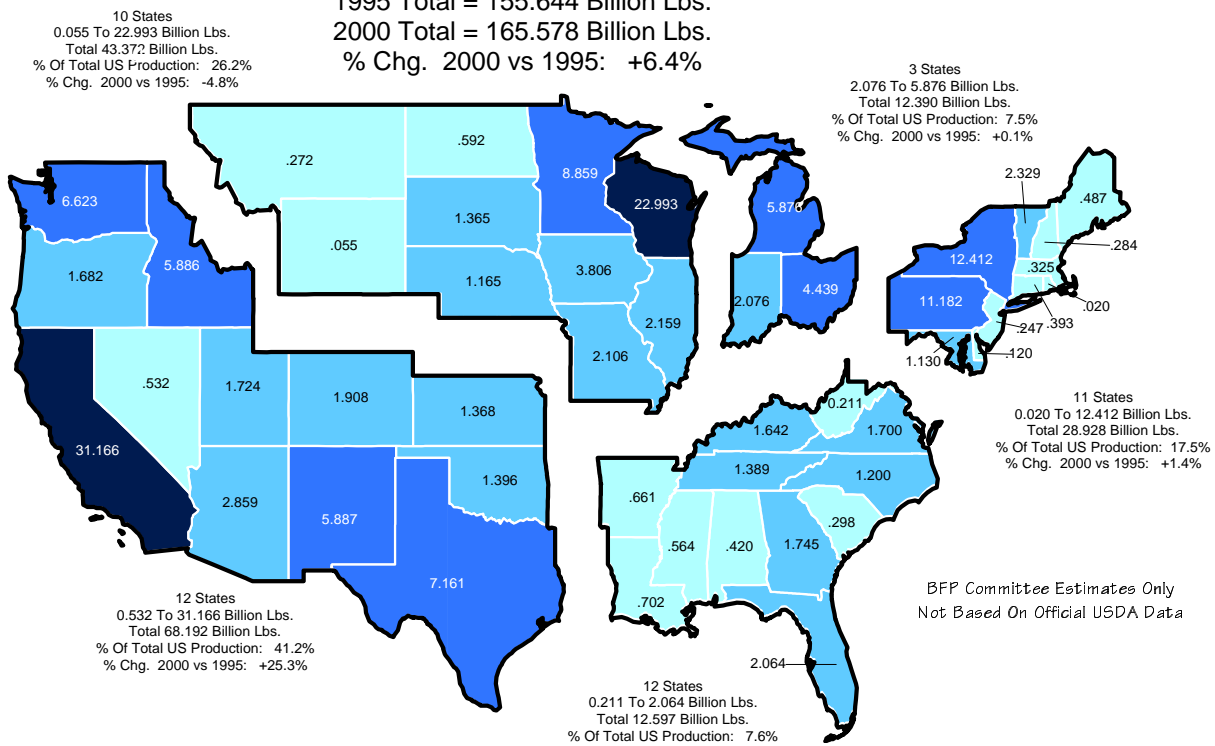 1995 Total = 155.644 Billion Lbs.
2000 Total = 165.578 Billion Lbs.
% Chg. 2000 vs 1995: +6.4%
10 States
0.055 To 22.993 Billion Lbs.
Total 43.372 Billion Lbs.
% Of Total US Production: 26.2%
% Chg. 2000 vs 1995: -4.8%
3 States
2.076 To 5.876 Billion Lbs.
Total 12.390 Billion Lbs.
% Of Total US Production: 7.5%
% Chg. 2000 vs 1995: +0.1%
.272
.592
8.859
22.993
1.365
.055
1.165
3.806
2.159
2.106
5.876
2.076
4.439
2.329
.487
.284
12.412
.325
.020
11.182
.393
.247
1.130
.120
6.623
1.682
5.886
.532
1.724
1.908
1.368
31.166
1.396
2.859
5.887
7.161
0.211
1.642
1.700
1.389
1.200
.661
.298
.564
.420
1.745
.702
2.064
11 States
0.020 To 12.412 Billion Lbs.
Total 28.928 Billion Lbs.
% Of Total US Production: 17.5%
% Chg. 2000 vs 1995: +1.4%
12 States
0.532 To 31.166 Billion Lbs.
Total 68.192 Billion Lbs.
% Of Total US Production: 41.2%
% Chg. 2000 vs 1995: +25.3%
12 States
0.211 To 2.064 Billion Lbs.
Total 12.597 Billion Lbs.
% Of Total US Production: 7.6%
BFP Committee Estimates Only
Not Based On Official USDA Data